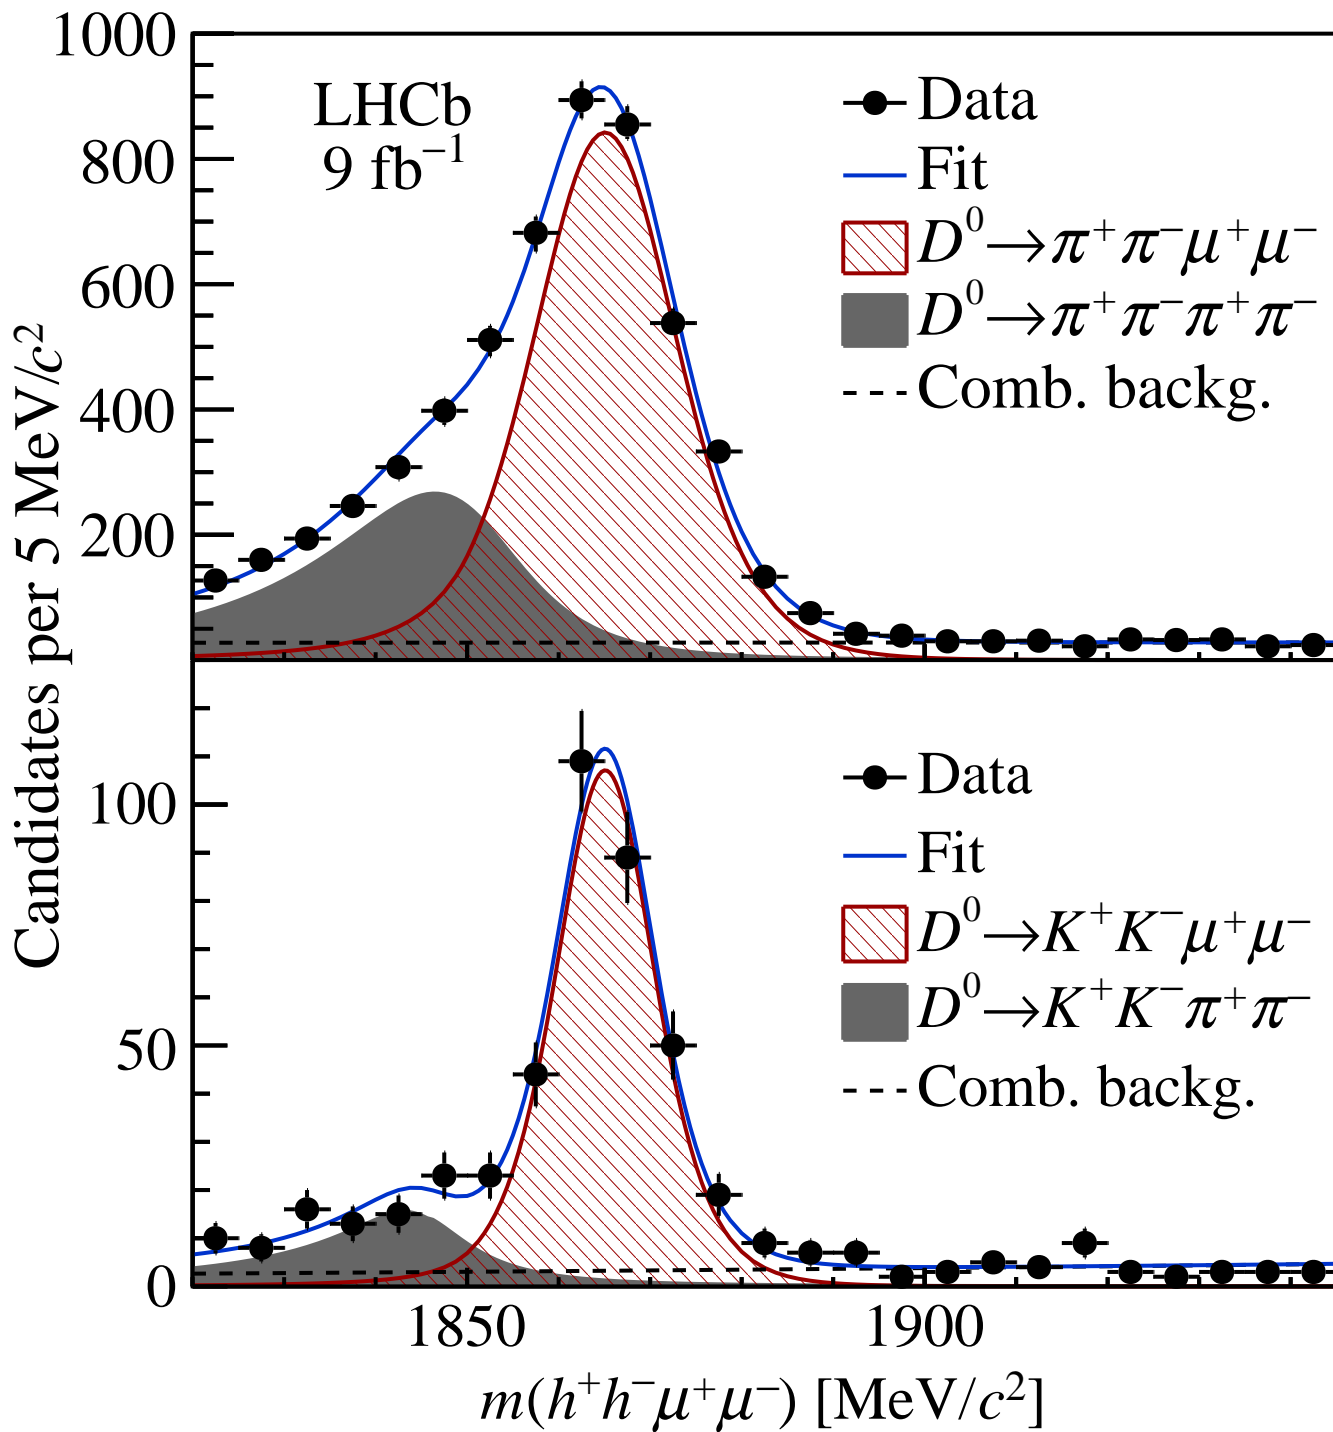 1000
800
600
400
200
LHCb
9 fb⁻¹
Data
Fit
D⁰→π⁺π⁻μ⁺μ⁻
D⁰→π⁺π⁻π⁺π⁻
Comb. backg.
Candidates per 5 MeV/c²
100
50
0
Data
Fit
D⁰→K⁺K⁻μ⁺μ⁻
D⁰→K⁺K⁻π⁺π⁻
Comb. backg.
1850 1900
m(h⁺h⁻μ⁺μ⁻) [MeV/c²]